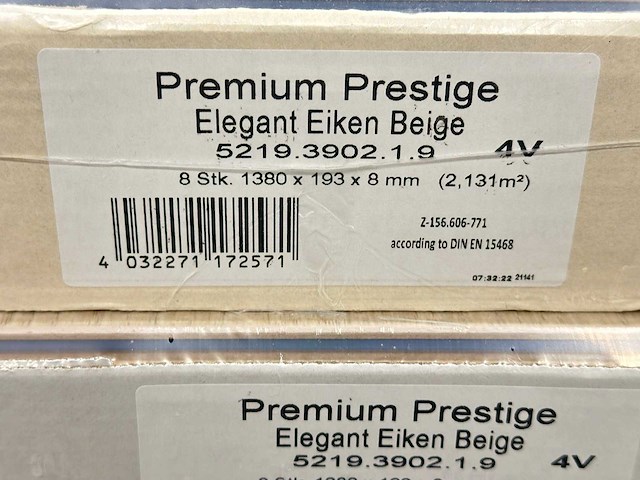 Premium Prestige
Elegant Eiken Beige
5219.3902.1.9 4V
8 Stk. 1380 x 193 x 8 mm (2,131m²)
Z-156.606-771
according to DIN EN 15468
4 032271 172571
07:32:22 21141
Premium Prestige
Elegant Eiken Beige
5219.3902.1.9 4V